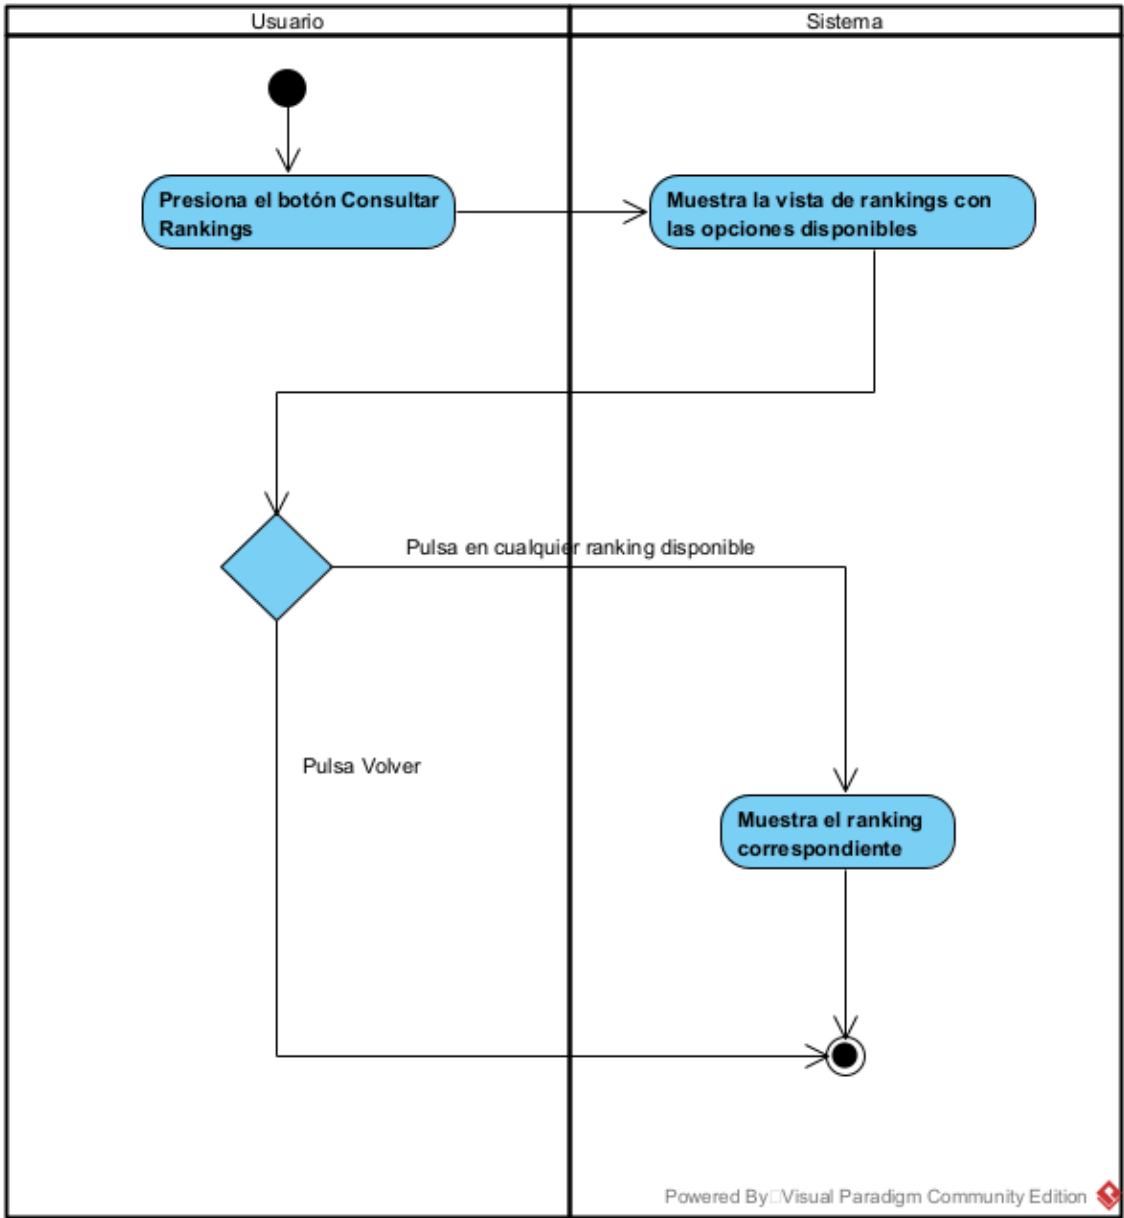 Usuario
Sistema
Presiona el botón Consultar
Rankings
Muestra la vista de rankings con
las opciones disponibles
Pulsa en cualquier ranking disponible
Pulsa Volver
Muestra el ranking
correspondiente
Powered By Visual Paradigm Community Edition